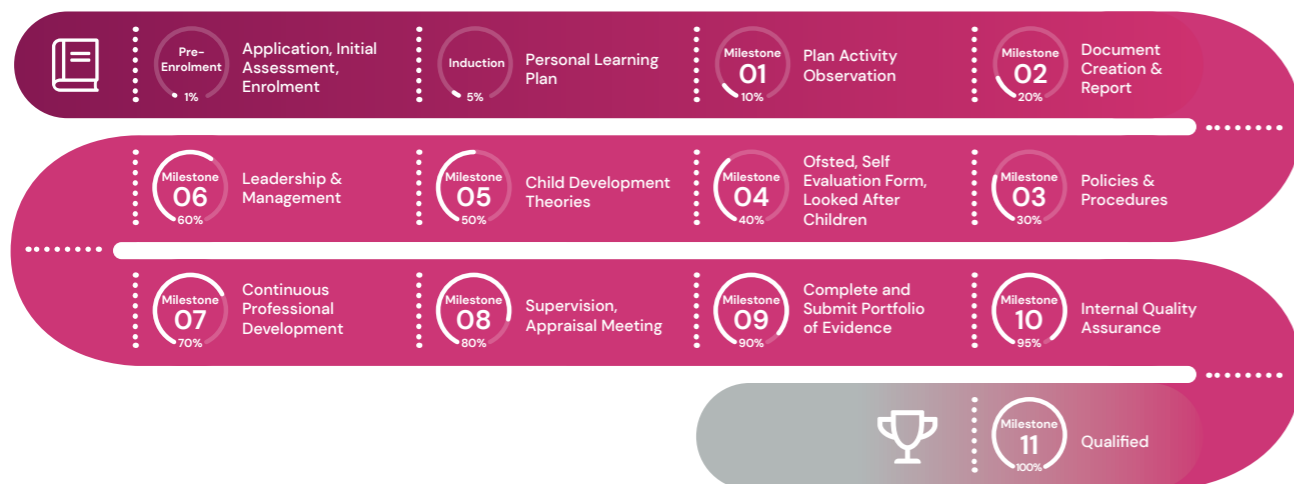 Pre-
Enrolment
1%
Application, Initial
Assessment,
Enrolment
Induction
5%
Personal Learning
Plan
Milestone
01
10%
Plan Activity
Observation
Milestone
02
20%
Document
Creation &
Report
Milestone
03
30%
Policies &
Procedures
Milestone
04
40%
Ofsted, Self
Evaluation Form,
Looked After
Children
Milestone
05
50%
Child Development
Theories
Milestone
06
60%
Leadership &
Management
Milestone
07
70%
Continuous
Professional
Development
Milestone
08
80%
Supervision,
Appraisal Meeting
Milestone
09
90%
Complete and
Submit Portfolio
of Evidence
Milestone
10
95%
Internal Quality
Assurance
Milestone
11
100%
Qualified